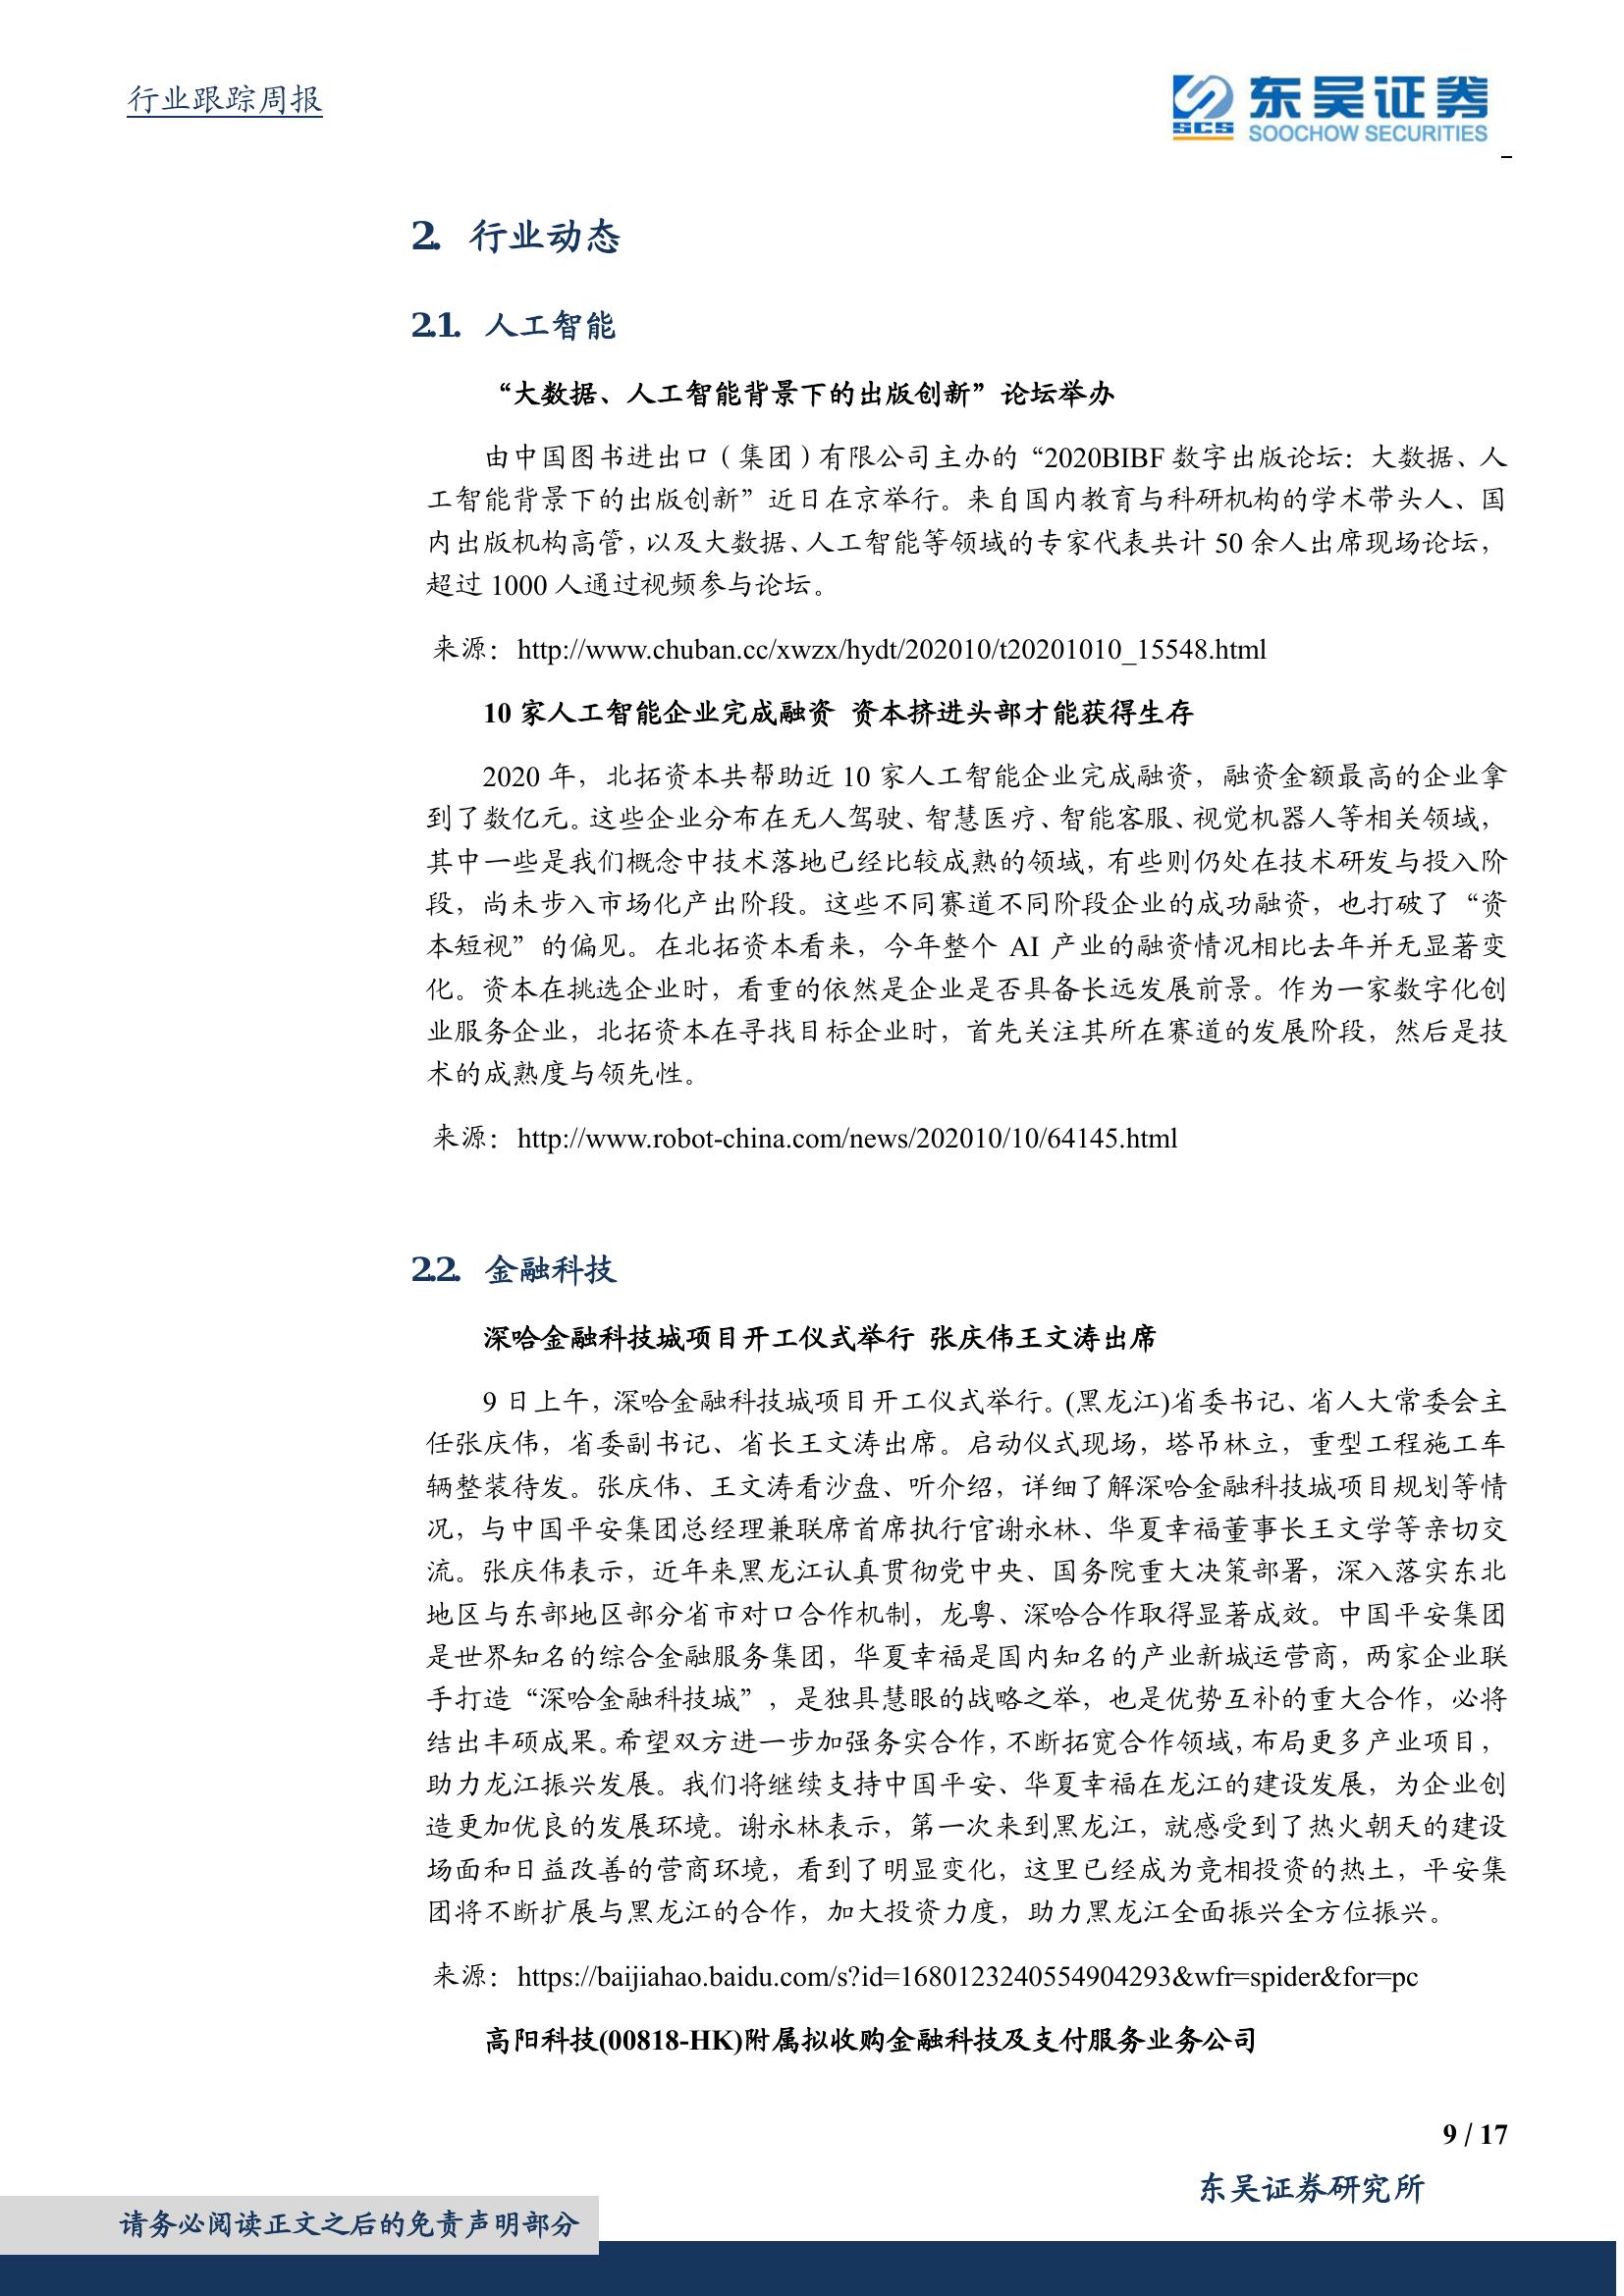 行业跟踪周报
SCS
东吴证券
SOOCHOW SECURITIES
2. 行业动态
2.1. 人工智能
“大数据、人工智能背景下的出版创新”论坛举办
由中国图书进出口（集团）有限公司主办的“2020BIBF 数字出版论坛：大数据、人
工智能背景下的出版创新”近日在京举行。来自国内教育与科研机构的学术带头人、国
内出版机构高管，以及大数据、人工智能等领域的专家代表共计 50 余人出席现场论坛，
超过 1000 人通过视频参与论坛。
来源：http://www.chuban.cc/xwzx/hydt/202010/t20201010_15548.html
10 家人工智能企业完成融资 资本挤进头部才能获得生存
2020 年，北拓资本共帮助近 10 家人工智能企业完成融资，融资金额最高的企业拿
到了数亿元。这些企业分布在无人驾驶、智慧医疗、智能客服、视觉机器人等相关领域，
其中一些是我们概念中技术落地已经比较成熟的领域，有些则仍处在技术研发与投入阶
段，尚未步入市场化产出阶段。这些不同赛道不同阶段企业的成功融资，也打破了“资
本短视”的偏见。在北拓资本看来，今年整个 AI 产业的融资情况相比去年并无显著变
化。资本在挑选企业时，看重的依然是企业是否具备长远发展前景。作为一家数字化创
业服务企业，北拓资本在寻找目标企业时，首先关注其所在赛道的发展阶段，然后是技
术的成熟度与领先性。
来源：http://www.robot-china.com/news/202010/10/64145.html
2.2. 金融科技
深哈金融科技城项目开工仪式举行 张庆伟王文涛出席
9 日上午，深哈金融科技城项目开工仪式举行。(黑龙江)省委书记、省人大常委会主
任张庆伟，省委副书记、省长王文涛出席。启动仪式现场，塔吊林立，重型工程施工车
辆整装待发。张庆伟、王文涛看沙盘、听介绍，详细了解深哈金融科技城项目规划等情
况，与中国平安集团总经理兼联席首席执行官谢永林、华夏幸福董事长王文学等亲切交
流。张庆伟表示，近年来黑龙江认真贯彻党中央、国务院重大决策部署，深入落实东北
地区与东部地区部分省市对口合作机制，龙粤、深哈合作取得显著成效。中国平安集团
是世界知名的综合金融服务集团，华夏幸福是国内知名的产业新城运营商，两家企业联
手打造“深哈金融科技城”，是独具慧眼的战略之举，也是优势互补的重大合作，必将
结出丰硕成果。希望双方进一步加强务实合作，不断拓宽合作领域，布局更多产业项目，
助力龙江振兴发展。我们将继续支持中国平安、华夏幸福在龙江的建设发展，为企业创
造更加优良的发展环境。谢永林表示，第一次来到黑龙江，就感受到了热火朝天的建设
场面和日益改善的营商环境，看到了明显变化，这里已经成为竞相投资的热土，平安集
团将不断扩展与黑龙江的合作，加大投资力度，助力黑龙江全面振兴全方位振兴。
来源：https://baijiahao.baidu.com/s?id=1680123240554904293&wfr=spider&for=pc
高阳科技(00818-HK)附属拟收购金融科技及支付服务业务公司
9 / 17
东吴证券研究所
请务必阅读正文之后的免责声明部分